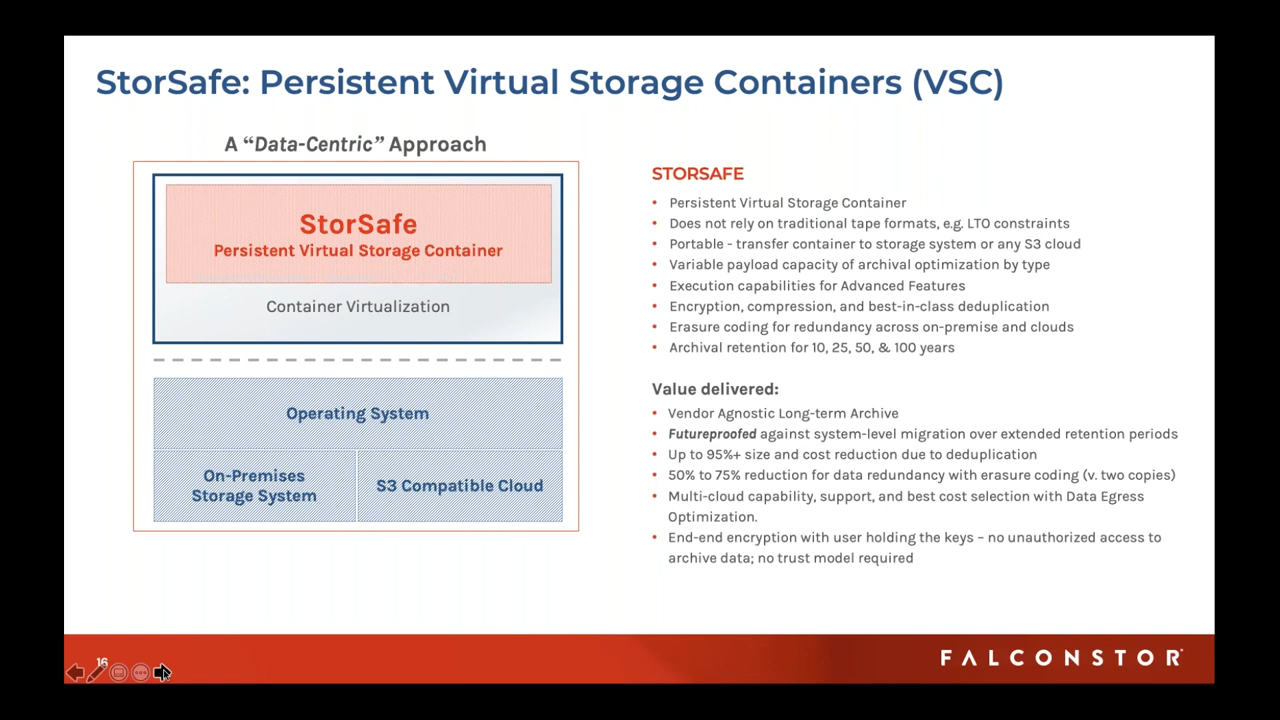 StorSafe: Persistent Virtual Storage Containers (VSC)
A “Data-Centric” Approach
StorSafe
Persistent Virtual Storage Container
Container Virtualization
Operating System
On-Premises
Storage System
S3 Compatible Cloud
STORSAFE
• Persistent Virtual Storage Container
• Does not rely on traditional tape formats, e.g. LTO constraints
• Portable - transfer container to storage system or any S3 cloud
• Variable payload capacity of archival optimization by type
• Execution capabilities for Advanced Features
• Encryption, compression, and best-in-class deduplication
• Erasure coding for redundancy across on-premise and clouds
• Archival retention for 10, 25, 50, & 100 years
Value delivered:
• Vendor Agnostic Long-term Archive
• Futureproofed against system-level migration over extended retention periods
• Up to 95%+ size and cost reduction due to deduplication
• 50% to 75% reduction for data redundancy with erasure coding (v. two copies)
• Multi-cloud capability, support, and best cost selection with Data Egress
Optimization.
• End-end encryption with user holding the keys – no unauthorized access to
archive data; no trust model required
16
FALCONSTOR